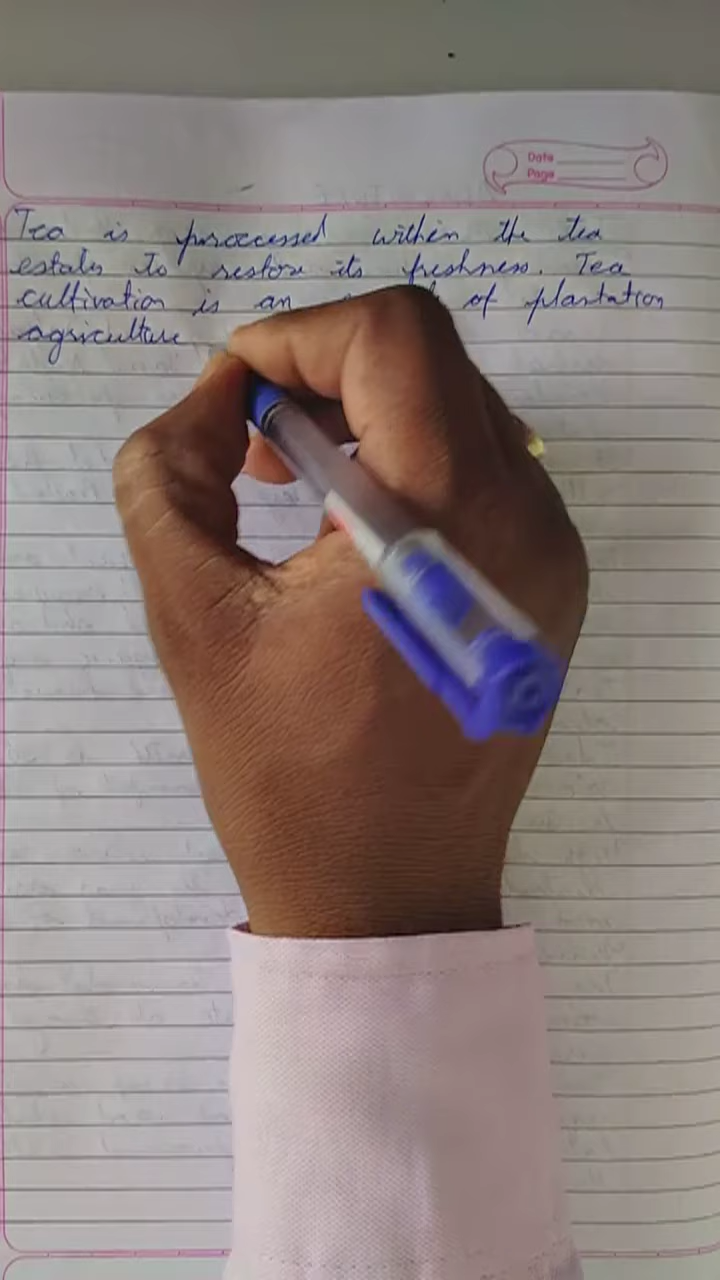 Date
Page
Tea is processed within the tea
estates to restore its freshness. Tea
cultivation is an of plantation
agriculture